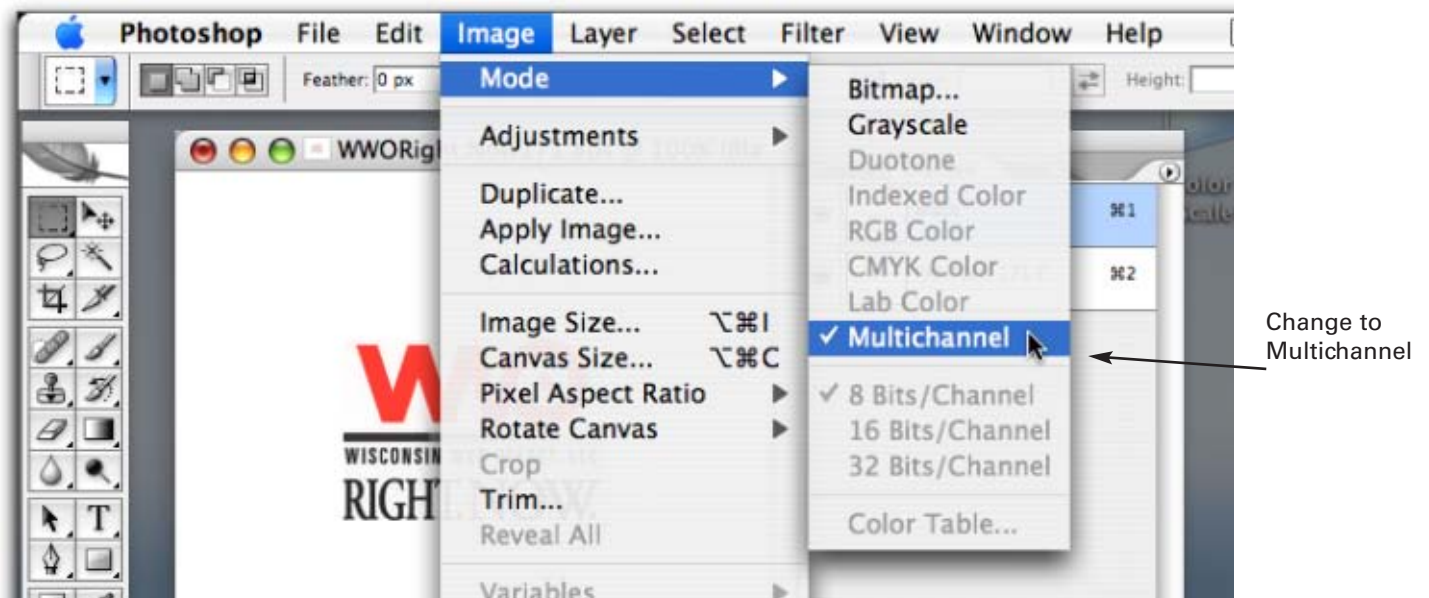 Photoshop File Edit Image Layer Select Filter View Window Help
Feather: 0 px
Height:
Mode
Adjustments
Duplicate...
Apply Image...
Calculations...
Image Size... ⌥⌘I
Canvas Size... ⌥⌘C
Pixel Aspect Ratio
Rotate Canvas
Crop
Trim...
Reveal All
Variables
Bitmap...
Grayscale
Duotone
Indexed Color
RGB Color
CMYK Color
Lab Color
✓ Multichannel
✓ 8 Bits/Channel
16 Bits/Channel
32 Bits/Channel
Color Table...
WWORig
⌘1
⌘2
WISCONSIN
RIGHT NOW.
T
Change to
Multichannel